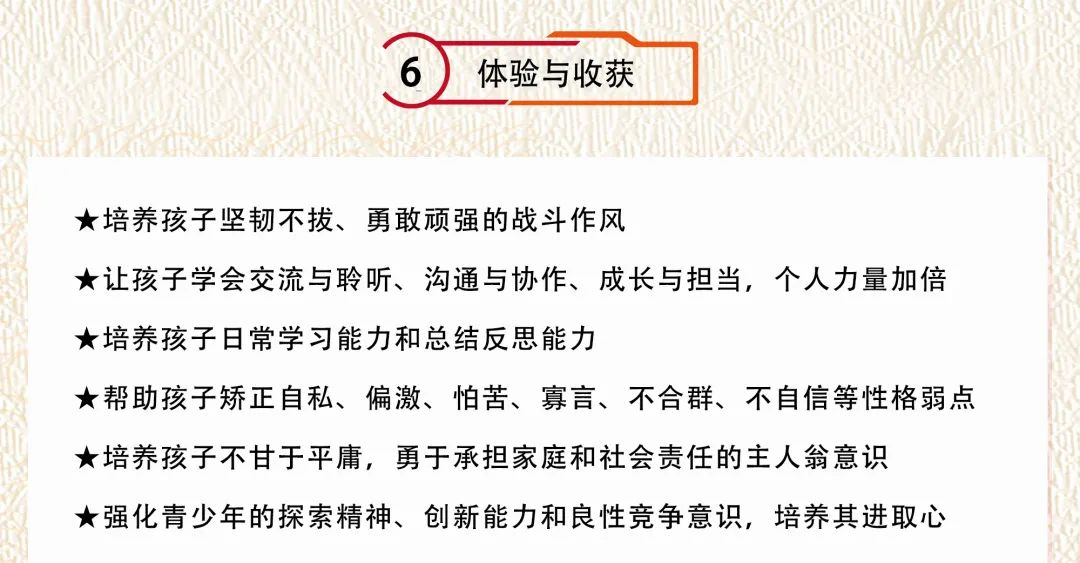 6
体验与收获
★培养孩子坚韧不拔、勇敢顽强的战斗作风
★让孩子学会交流与聆听、沟通与协作、成长与担当，个人力量加倍
★培养孩子日常学习能力和总结反思能力
★帮助孩子矫正自私、偏激、怕苦、寡言、不合群、不自信等性格弱点
★培养孩子不甘于平庸，勇于承担家庭和社会责任的主人翁意识
★强化青少年的探索精神、创新能力和良性竞争意识，培养其进取心